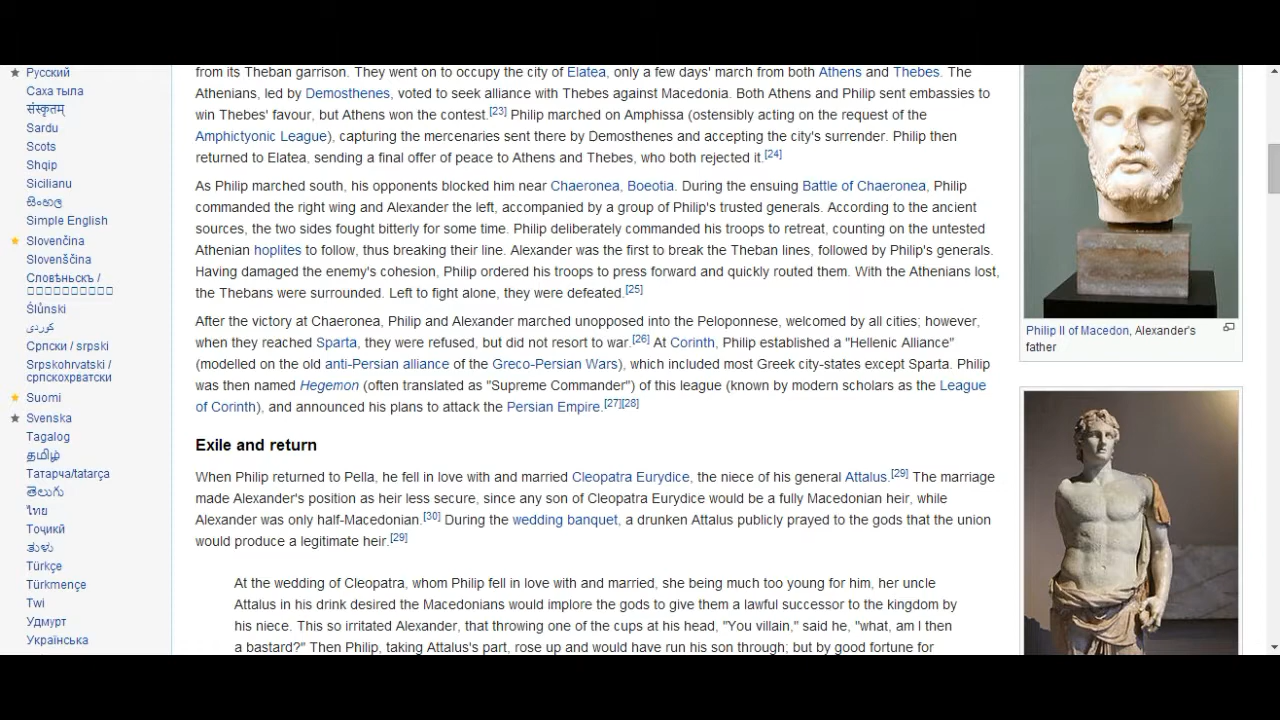 Русский
Саха тыла
संस्कृतम्
Sardu
Scots
Shqip
Sicilianu
සිංහල
Simple English
Slovenčina
Slovenščina
Словѣньскъ /
Ślůnski
کوردی
Српски / srpski
Srpskohrvatski /
српскохрватски
Suomi
Svenska
Tagalog
தமிழ்
Татарча/tatarça
తెలుగు
ไทย
Тоҷикӣ
ತುಳು
Türkçe
Türkmençe
Twi
Удмурт
Українська
from its Theban garrison. They went on to occupy the city of Elatea, only a few days' march from both Athens and Thebes. The
Athenians, led by Demosthenes, voted to seek alliance with Thebes against Macedonia. Both Athens and Philip sent embassies to
win Thebes' favour, but Athens won the contest.[23] Philip marched on Amphissa (ostensibly acting on the request of the
Amphictyonic League), capturing the mercenaries sent there by Demosthenes and accepting the city's surrender. Philip then
returned to Elatea, sending a final offer of peace to Athens and Thebes, who both rejected it.[24]
As Philip marched south, his opponents blocked him near Chaeronea, Boeotia. During the ensuing Battle of Chaeronea, Philip
commanded the right wing and Alexander the left, accompanied by a group of Philip's trusted generals. According to the ancient
sources, the two sides fought bitterly for some time. Philip deliberately commanded his troops to retreat, counting on the untested
Athenian hoplites to follow, thus breaking their line. Alexander was the first to break the Theban lines, followed by Philip's generals.
Having damaged the enemy's cohesion, Philip ordered his troops to press forward and quickly routed them. With the Athenians lost,
the Thebans were surrounded. Left to fight alone, they were defeated.[25]
After the victory at Chaeronea, Philip and Alexander marched unopposed into the Peloponnese, welcomed by all cities; however,
when they reached Sparta, they were refused, but did not resort to war.[26] At Corinth, Philip established a "Hellenic Alliance"
(modelled on the old anti-Persian alliance of the Greco-Persian Wars), which included most Greek city-states except Sparta. Philip
was then named Hegemon (often translated as "Supreme Commander") of this league (known by modern scholars as the League
of Corinth), and announced his plans to attack the Persian Empire.[27][28]
Exile and return
When Philip returned to Pella, he fell in love with and married Cleopatra Eurydice, the niece of his general Attalus.[29] The marriage
made Alexander's position as heir less secure, since any son of Cleopatra Eurydice would be a fully Macedonian heir, while
Alexander was only half-Macedonian.[30] During the wedding banquet, a drunken Attalus publicly prayed to the gods that the union
would produce a legitimate heir.[29]
At the wedding of Cleopatra, whom Philip fell in love with and married, she being much too young for him, her uncle
Attalus in his drink desired the Macedonians would implore the gods to give them a lawful successor to the kingdom by
his niece. This so irritated Alexander, that throwing one of the cups at his head, "You villain," said he, "what, am I then
a bastard?" Then Philip, taking Attalus's part, rose up and would have run his son through; but by good fortune for
Philip II of Macedon, Alexander's
father